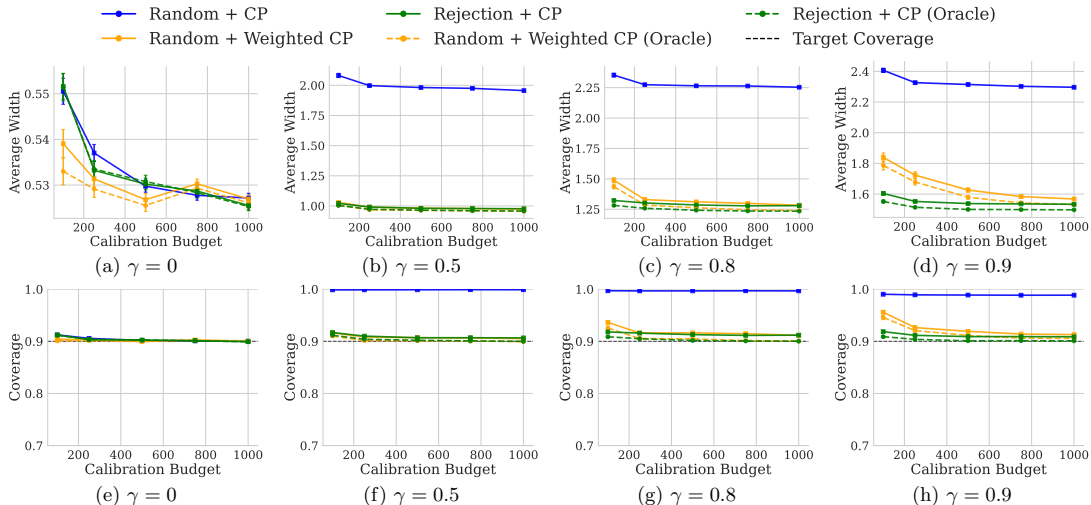 Random + CP
Rejection + CP
Rejection + CP (Oracle)
Random + Weighted CP
Random + Weighted CP (Oracle)
Target Coverage
Average Width
0.55
0.54
0.53
200 400 600 800 1000
Calibration Budget
(a) γ = 0
Average Width
2.00
1.75
1.50
1.25
1.00
200 400 600 800 1000
Calibration Budget
(b) γ = 0.5
Average Width
2.25
2.00
1.75
1.50
1.25
200 400 600 800 1000
Calibration Budget
(c) γ = 0.8
Average Width
2.4
2.2
2.0
1.8
1.6
200 400 600 800 1000
Calibration Budget
(d) γ = 0.9
Coverage
1.0
0.9
0.8
0.7
200 400 600 800 1000
Calibration Budget
(e) γ = 0
Coverage
1.0
0.9
0.8
0.7
200 400 600 800 1000
Calibration Budget
(f) γ = 0.5
Coverage
1.0
0.9
0.8
0.7
200 400 600 800 1000
Calibration Budget
(g) γ = 0.8
Coverage
1.0
0.9
0.8
0.7
200 400 600 800 1000
Calibration Budget
(h) γ = 0.9